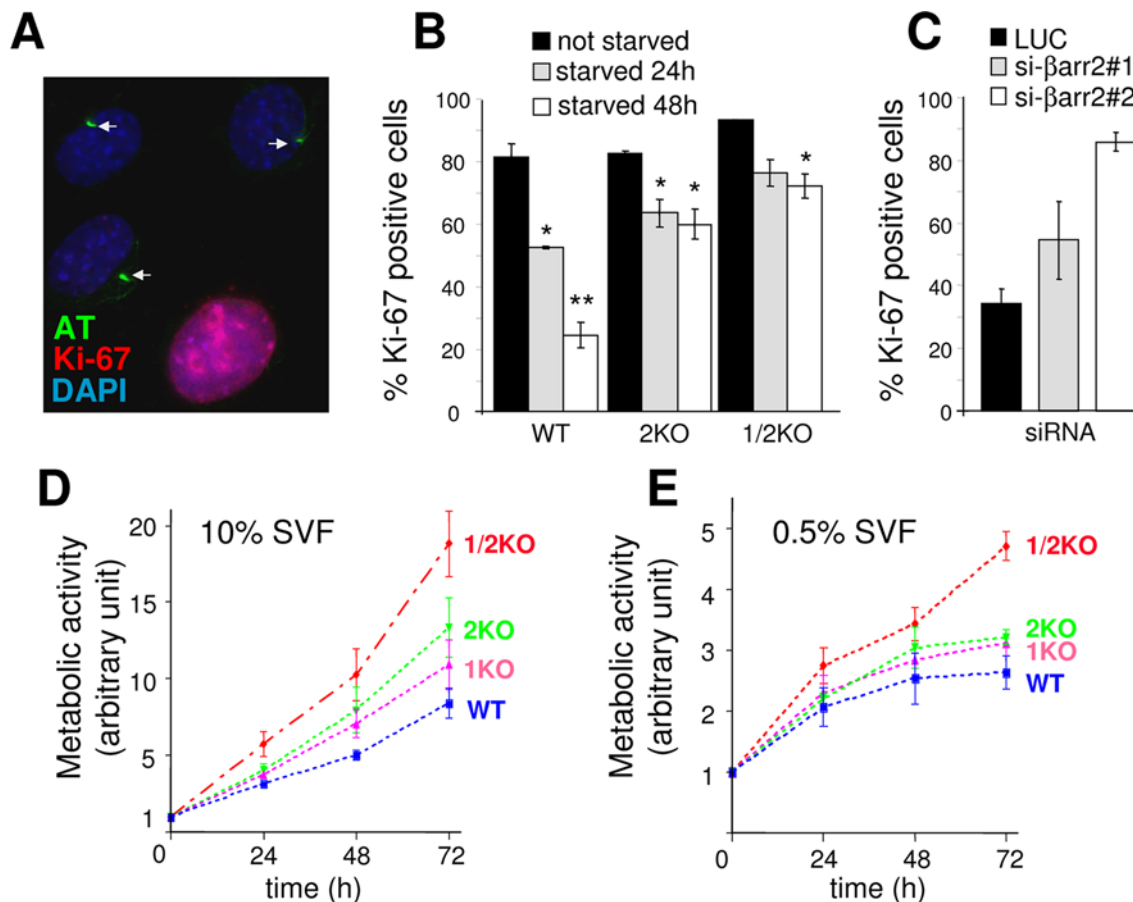 A
AT
Ki-67
DAPI
B
not starved
starved 24h
starved 48h
% Ki-67 positive cells
100
80
60
40
20
0
*
**
*
*
*
WT
2KO
1/2KO
C
LUC
si-βarr2#1
si-βarr2#2
% Ki-67 positive cells
100
80
60
40
20
0
siRNA
D
10% SVF
Metabolic activity
(arbitrary unit)
20
15
10
5
1
1/2KO
2KO
1KO
WT
0
24
48
72
time (h)
E
0.5% SVF
Metabolic activity
(arbitrary unit)
5
4
3
2
1
1/2KO
2KO
1KO
WT
0
24
48
72
time (h)